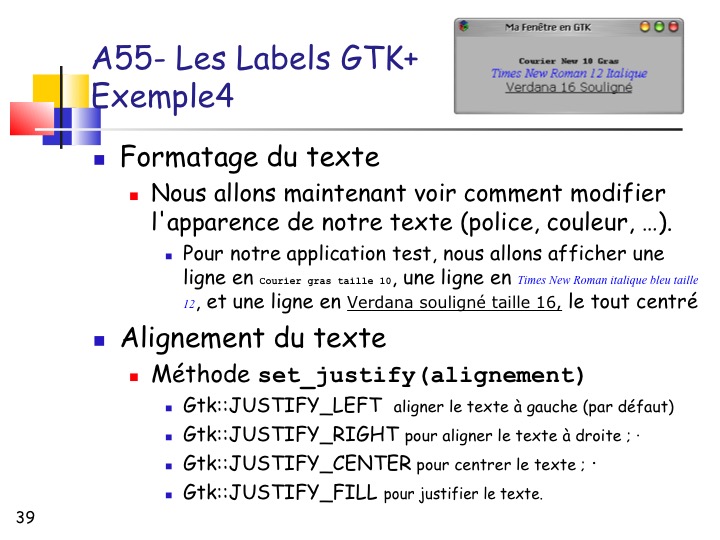 A55- Les Labels GTK+
Exemple4
Ma Fenêtre en GTK
Courier New 10 Gras
Times New Roman 12 Italique
Verdana 16 Souligné
Formatage du texte
Nous allons maintenant voir comment modifier
l'apparence de notre texte (police, couleur, …).
Pour notre application test, nous allons afficher une
ligne en Courier gras taille 10, une ligne en Times New Roman italique bleu taille
12, et une ligne en Verdana souligné taille 16, le tout centré
Alignement du texte
Méthode set_justify(alignement)
Gtk::JUSTIFY_LEFT aligner le texte à gauche (par défaut)
Gtk::JUSTIFY_RIGHT pour aligner le texte à droite ; ·
Gtk::JUSTIFY_CENTER pour centrer le texte ; ·
Gtk::JUSTIFY_FILL pour justifier le texte.
39